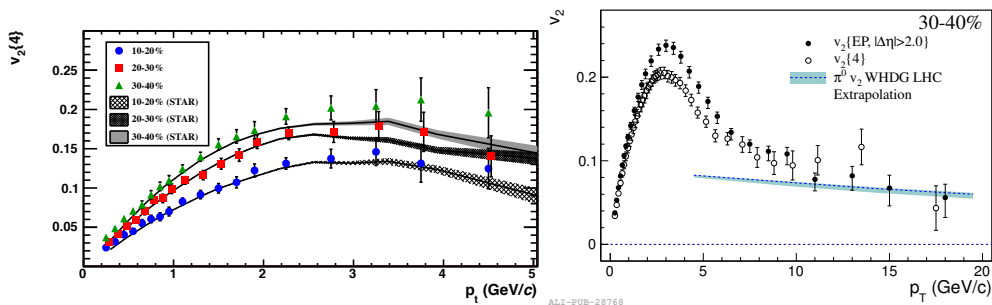 v₂{4}
0.25
0.2
0.15
0.1
0.05
10-20%
20-30%
30-40%
10-20% (STAR)
20-30% (STAR)
30-40% (STAR)
0 1 2 3 4 5
pₜ (GeV/c)
v₂
30-40%
v₂{EP, |Δη|>2.0}
v₂{4}
π⁰ v₂ WHDG LHC
Extrapolation
0.2
0.1
0
0 5 10 15 20
p_T (GeV/c)
ALI-PUB-28768